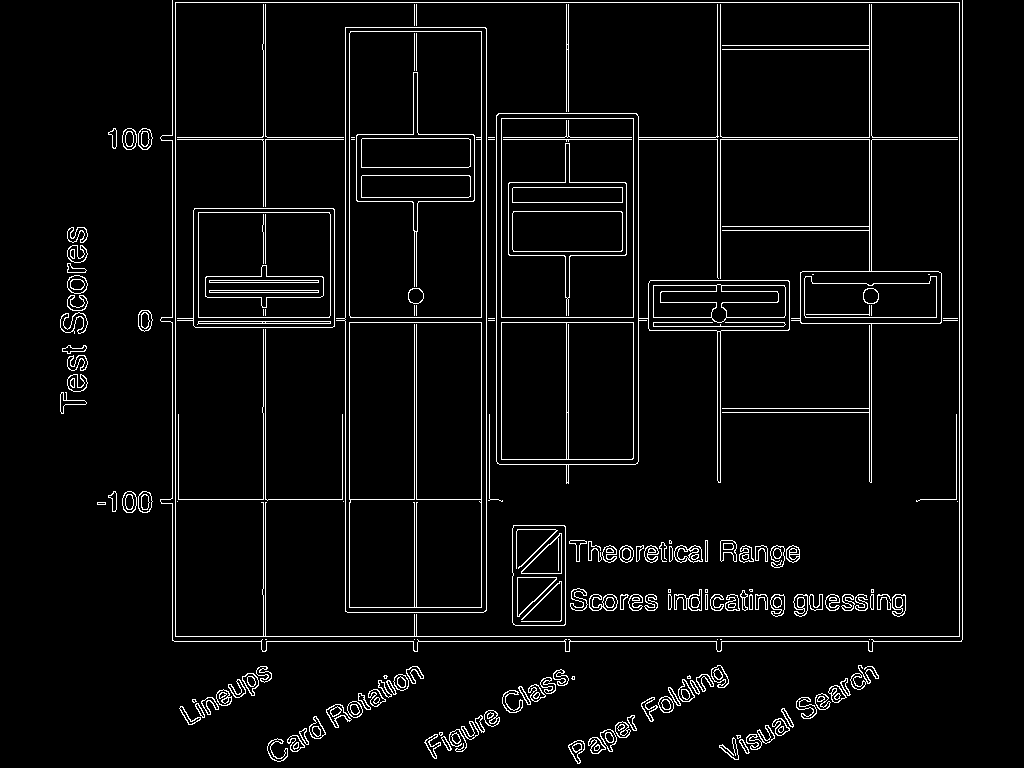 100
0
-100
Test Scores
Theoretical Range
Scores indicating guessing
Lineups
Card Rotation
Figure Class.
Paper Folding
Visual Search